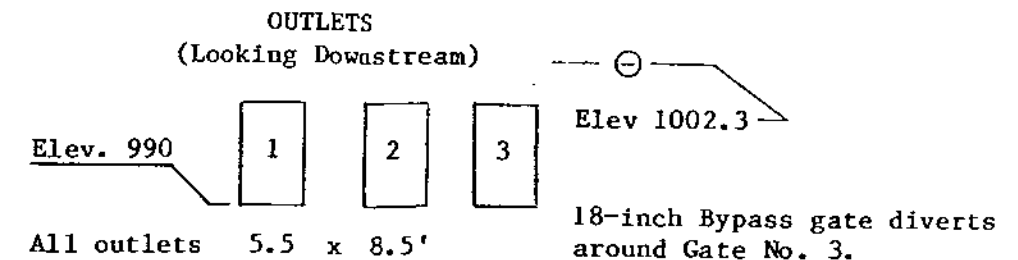 OUTLETS
(Looking Downstream)
Elev 1002.3
Elev. 990
1
2
3
All outlets 5.5 x 8.5'
18-inch Bypass gate diverts
around Gate No. 3.